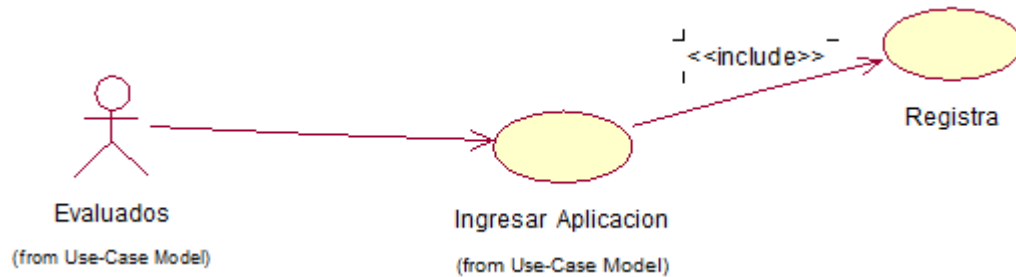 <<include>>
Registra
Evaluados
(from Use-Case Model)
Ingresar Aplicacion
(from Use-Case Model)